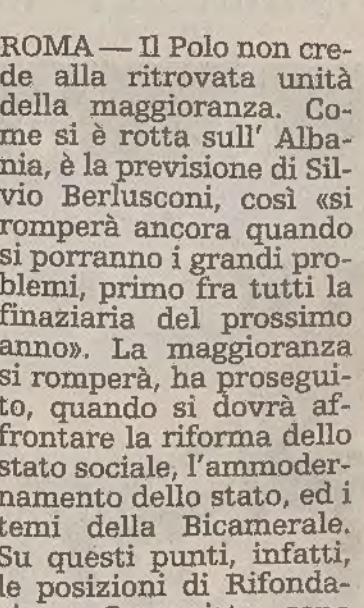 ROMA — Il Polo non cre-
de alla ritrovata unità
della maggioranza. Co-
me si è rotta sull' Alba-
nia, è la previsione di Sil-
vio Berlusconi, così «si
romperà ancora quando
si porranno i grandi pro-
blemi, primo fra tutti la
finaziaria del prossimo
anno». La maggioranza
si romperà, ha prosegui-
to, quando si dovrà af-
frontare la riforma dello
stato sociale, l'ammoder-
namento dello stato, ed i
temi della Bicamerale.
Su questi punti, infatti,
le posizioni di Rifonda-